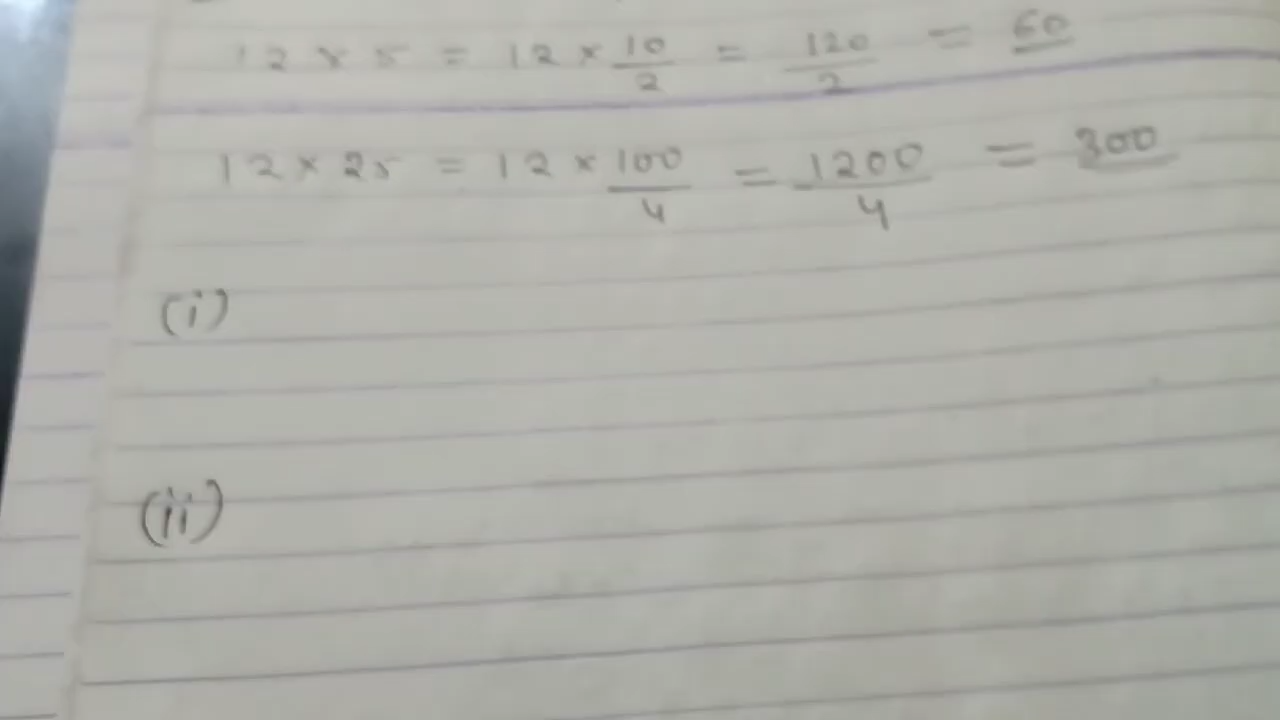 12 × 5 = 12 × 10/2 = 120/2 = 60
12 × 25 = 12 × 100/4 = 1200/4 = 300
(i)
(ii)